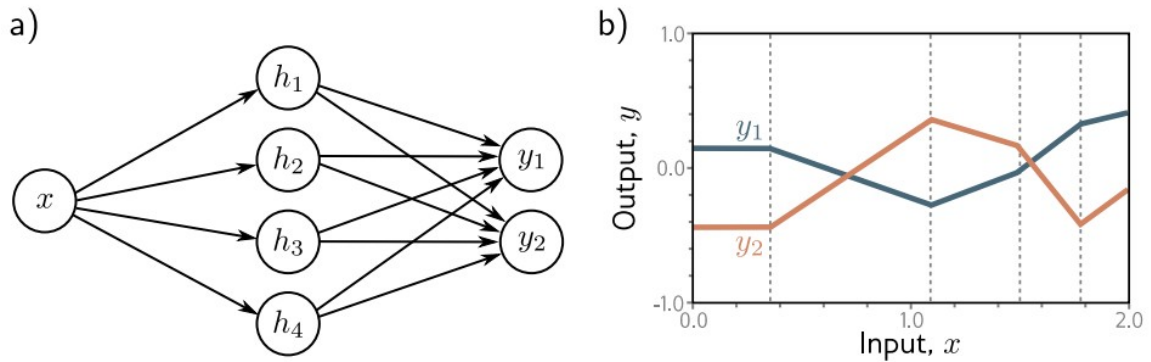 a)
x
h₁
h₂
h₃
h₄
y₁
y₂
b)
Output, y
1.0
0.0
-1.0
y₁
y₂
0.0
1.0
2.0
Input, x